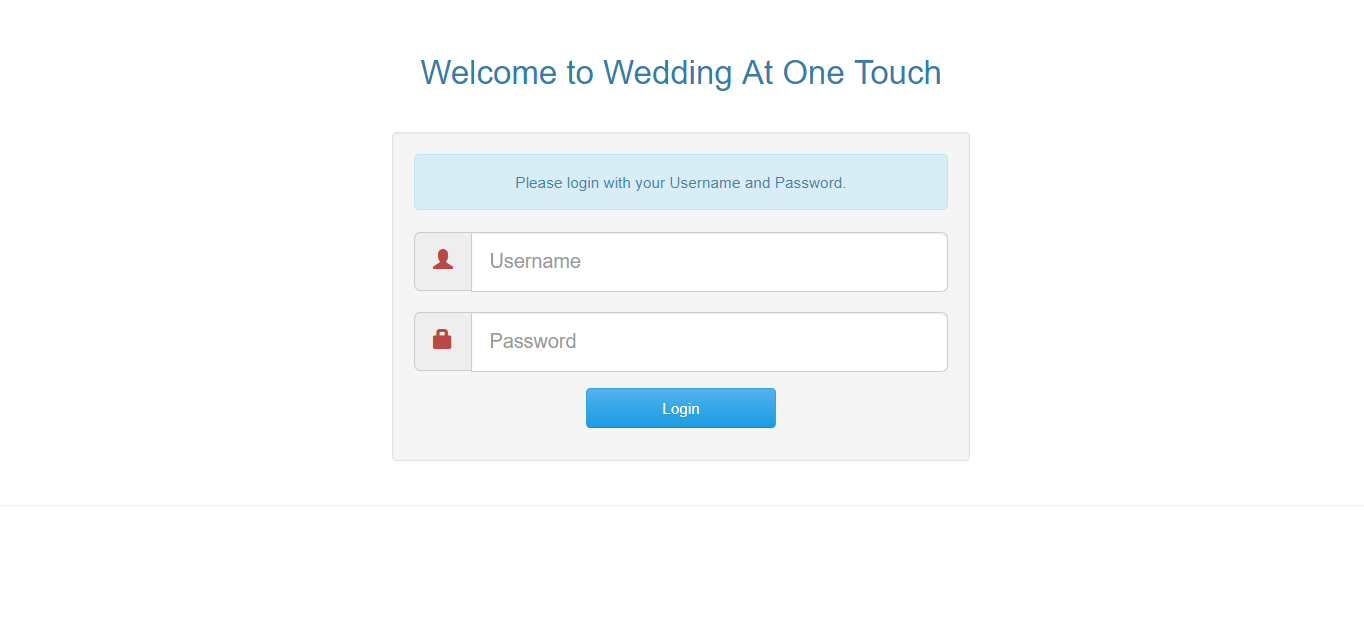 Welcome to Wedding At One Touch
Please login with your Username and Password.
Username
Password
Login